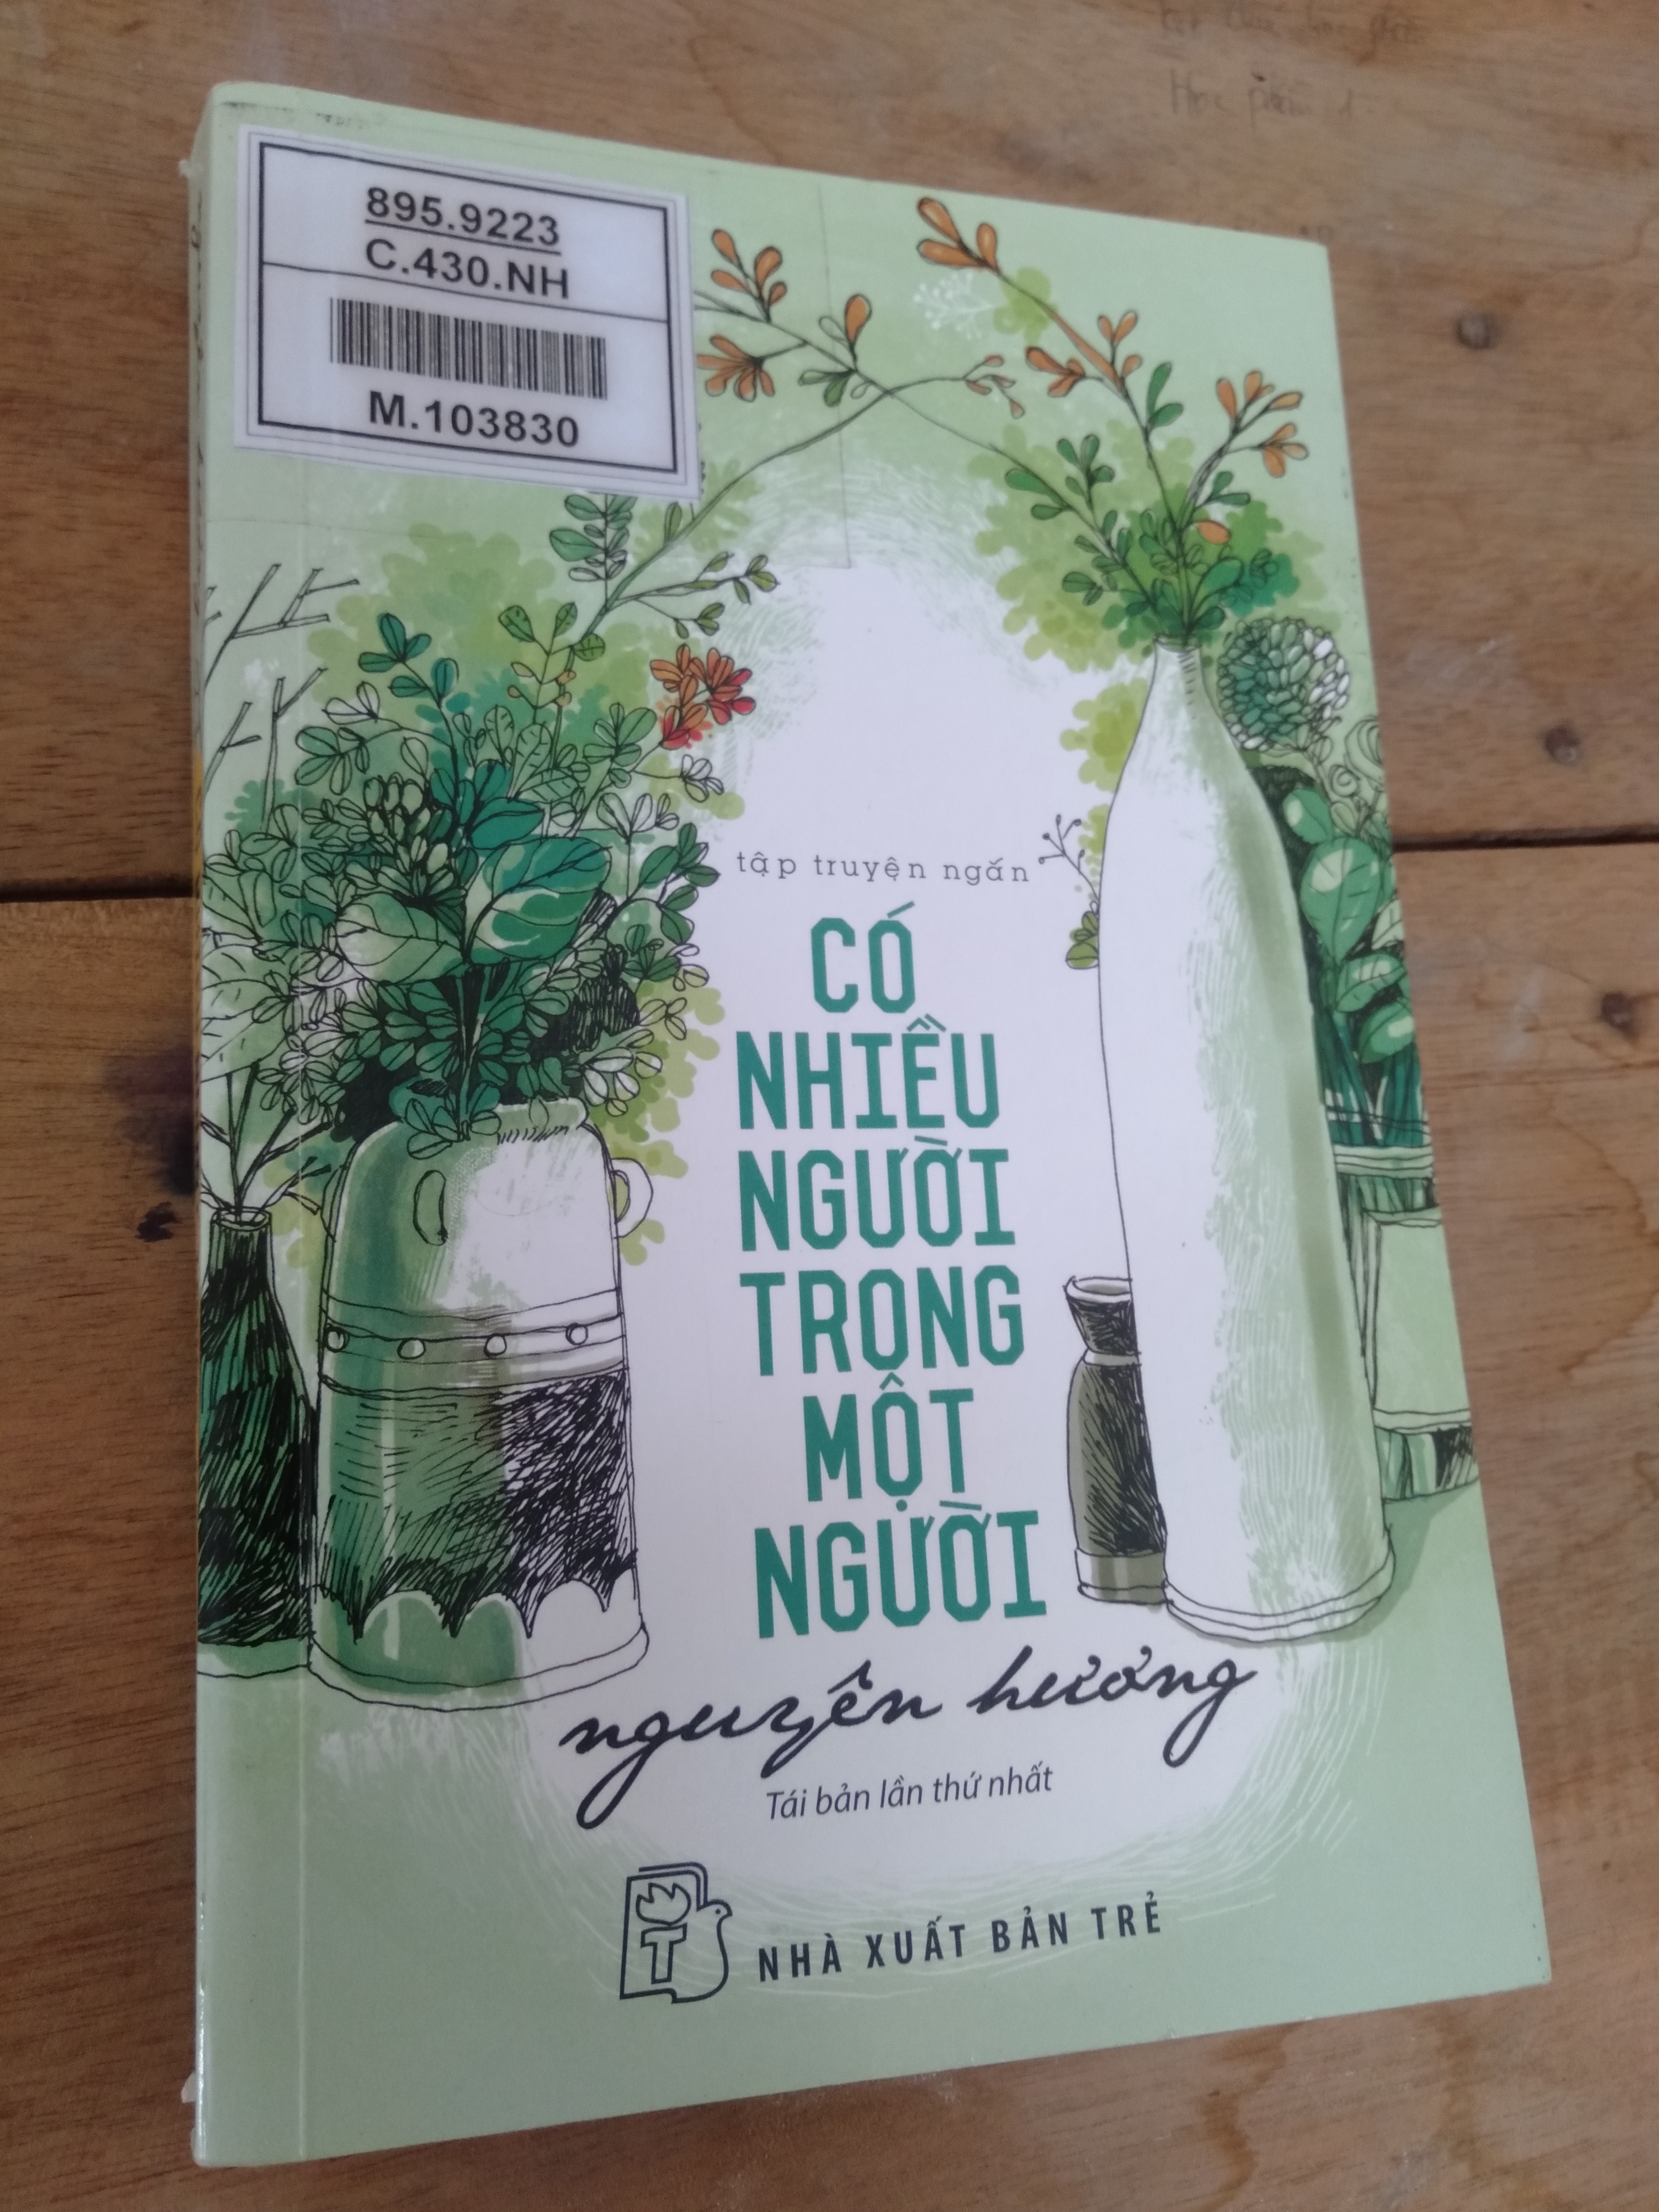 895.9223
C.430.NH
M.103830
tập truyện ngắn
CÓ
NHIỀU
NGƯỜI
TRONG
MỘT
NGƯỜI
nguyên hương
Tái bản lần thứ nhất
T
NHÀ XUẤT BẢN TRẺ